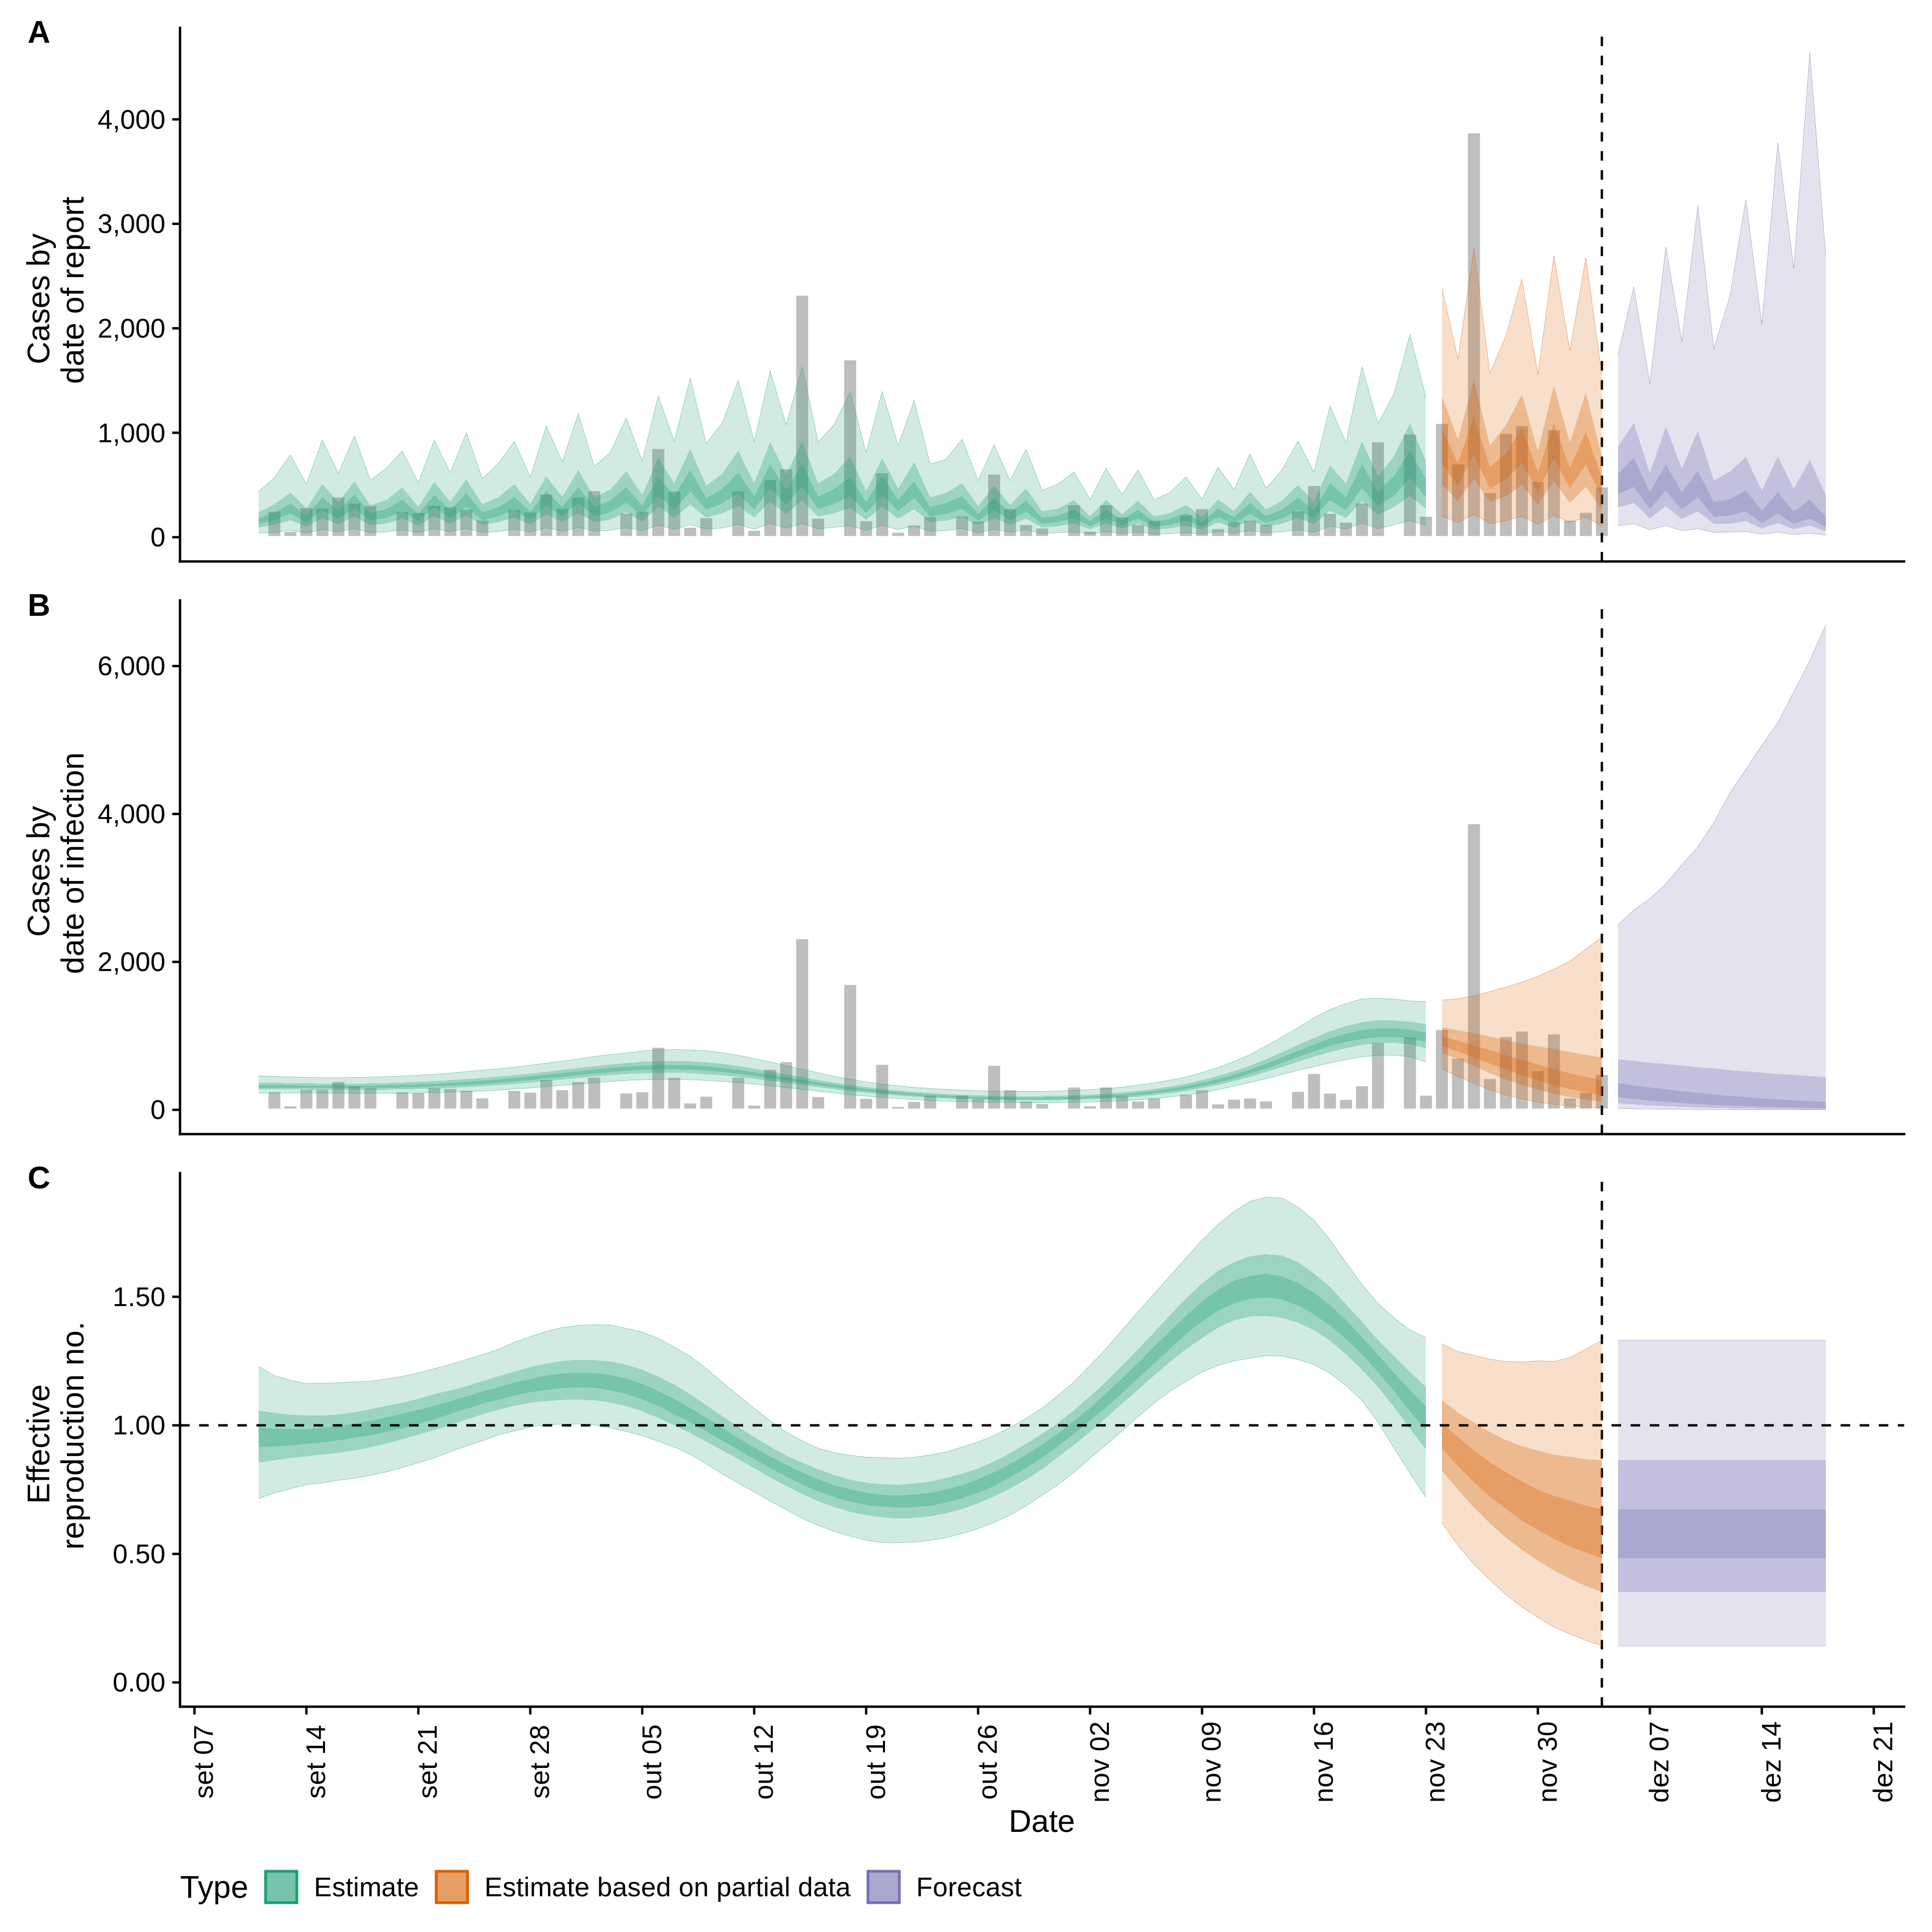 A
Cases by
date of report
4,000
3,000
2,000
1,000
0
B
Cases by
date of infection
6,000
4,000
2,000
0
C
Effective
reproduction no.
1.50
1.00
0.50
0.00
set 07
set 14
set 21
set 28
out 05
out 12
out 19
out 26
nov 02
nov 09
nov 16
nov 23
nov 30
dez 07
dez 14
dez 21
Date
Type Estimate Estimate based on partial data Forecast